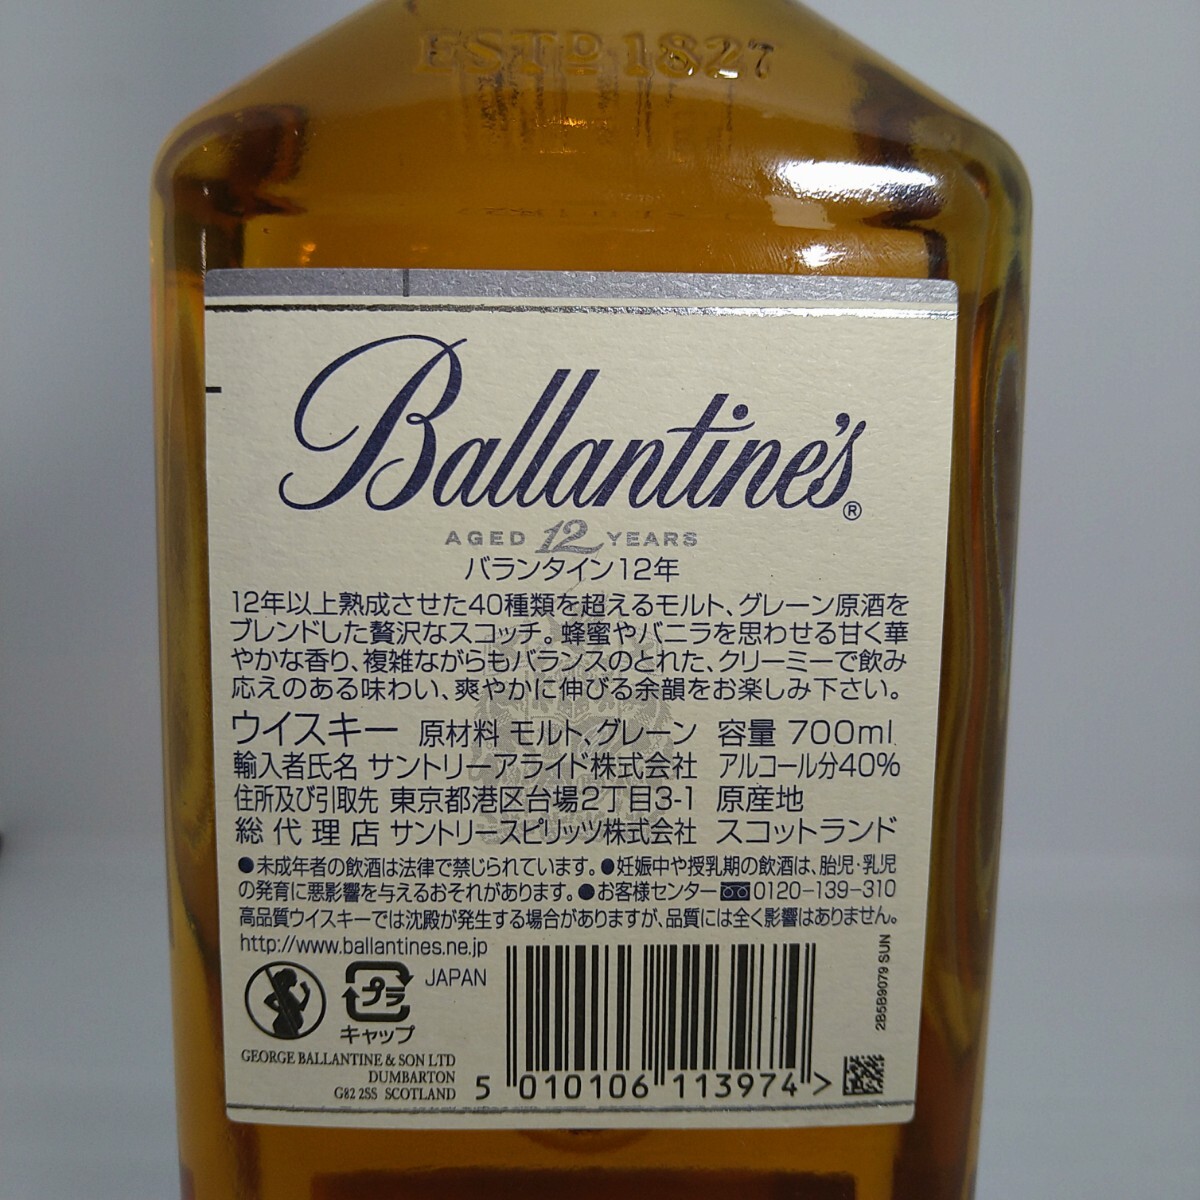 ESTD 1827
Ballantine's®
AGED 12 YEARS
バランタイン12年
12年以上熟成させた40種類を超えるモルト、グレーン原酒を
ブレンドした贅沢なスコッチ。蜂蜜やバニラを思わせる甘く華
やかな香り、複雑ながらもバランスのとれた、クリーミーで飲み
応えのある味わい、爽やかに伸びる余韻をお楽しみ下さい。
ウイスキー 原材料 モルト、グレーン 容量 700ml
輸入者氏名 サントリーアライド株式会社 アルコール分40%
住所及び引取先 東京都港区台場2丁目3-1 原産地
総代理店 サントリースピリッツ株式会社 スコットランド
●未成年者の飲酒は法律で禁じられています。●妊娠中や授乳期の飲酒は、胎児・乳児
の発育に悪影響を与えるおそれがあります。●お客様センター 0120-139-310
高品質ウイスキーでは沈殿が発生する場合がありますが、品質には全く影響はありません。
http://www.ballantines.ne.jp
プラ
キャップ
JAPAN
GEORGE BALLANTINE & SON LTD
DUMBARTON
G82 2SS SCOTLAND
5 010106 113974 >
2B5B9079 SUN